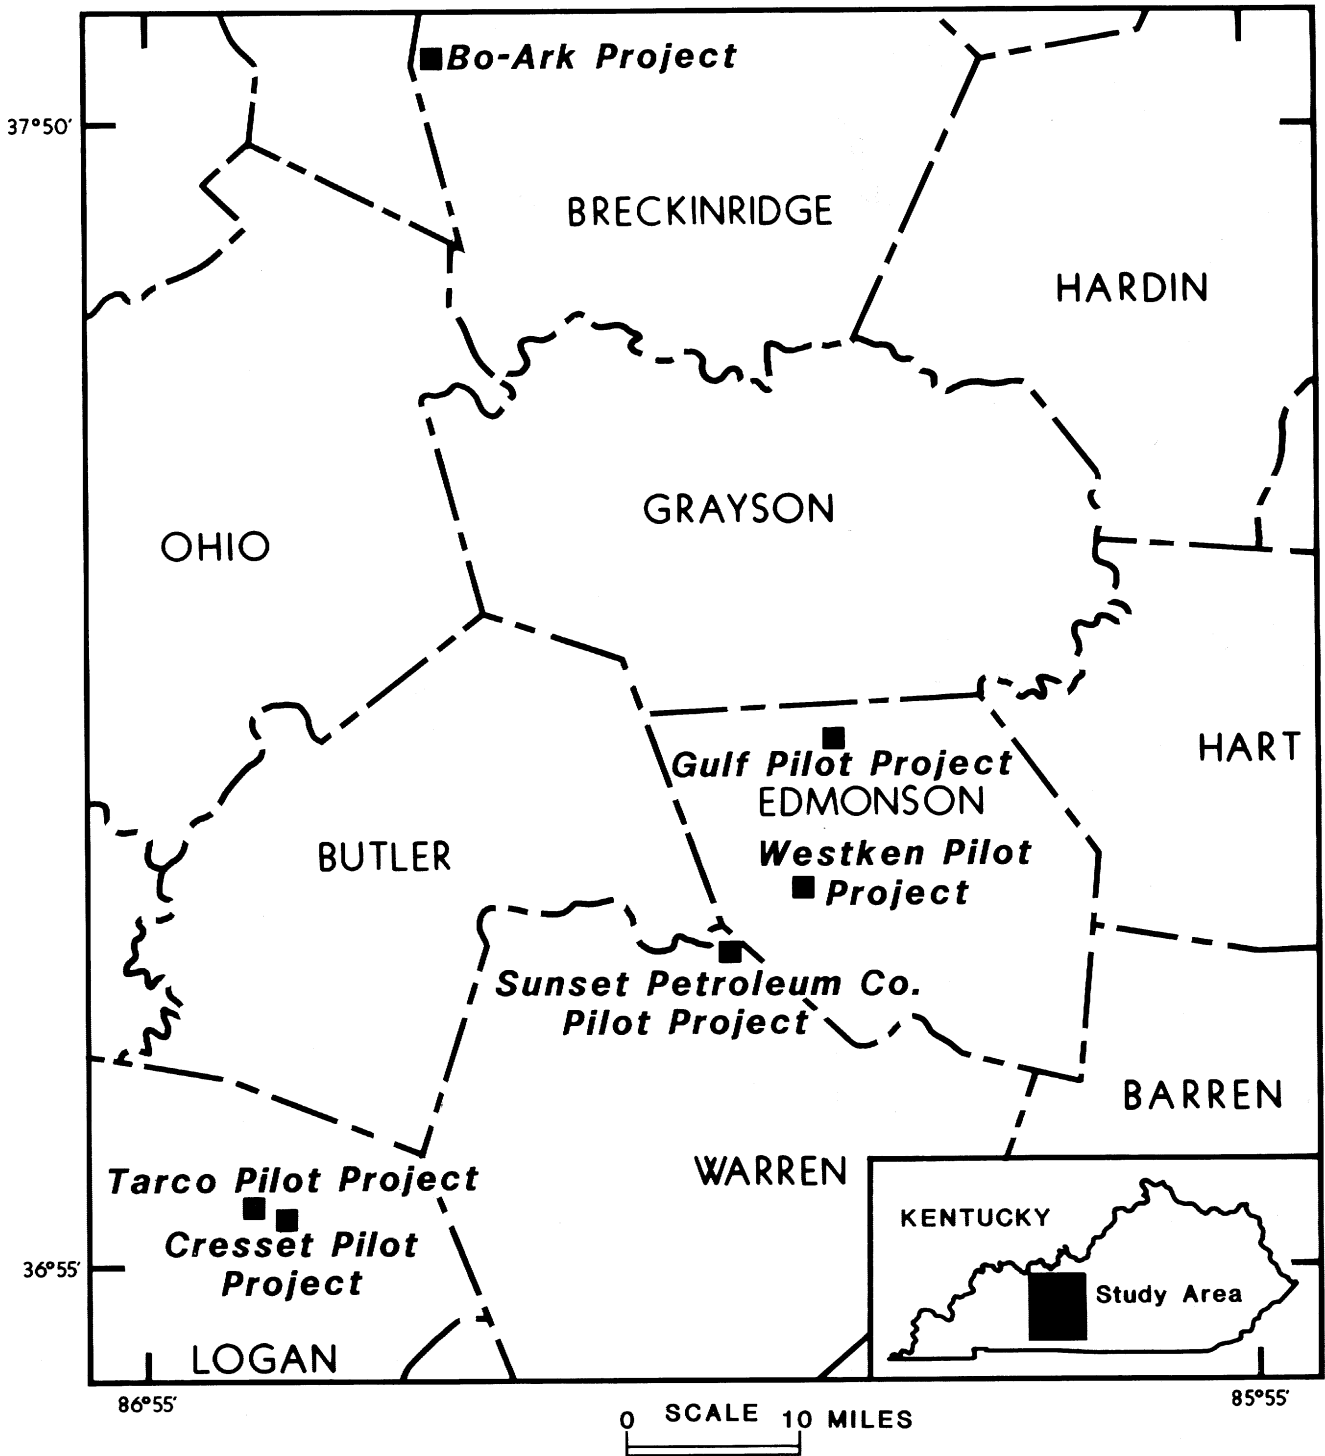 Bo-Ark Project
37°50'
BRECKINRIDGE
HARDIN
GRAYSON
OHIO
HART
Gulf Pilot Project
EDMONSON
BUTLER
Westken Pilot
Project
Sunset Petroleum Co.
Pilot Project
BARREN
WARREN
Tarco Pilot Project
Cresset Pilot
Project
KENTUCKY
Study Area
36°55'
LOGAN
86°55'
85°55'
0 SCALE 10 MILES